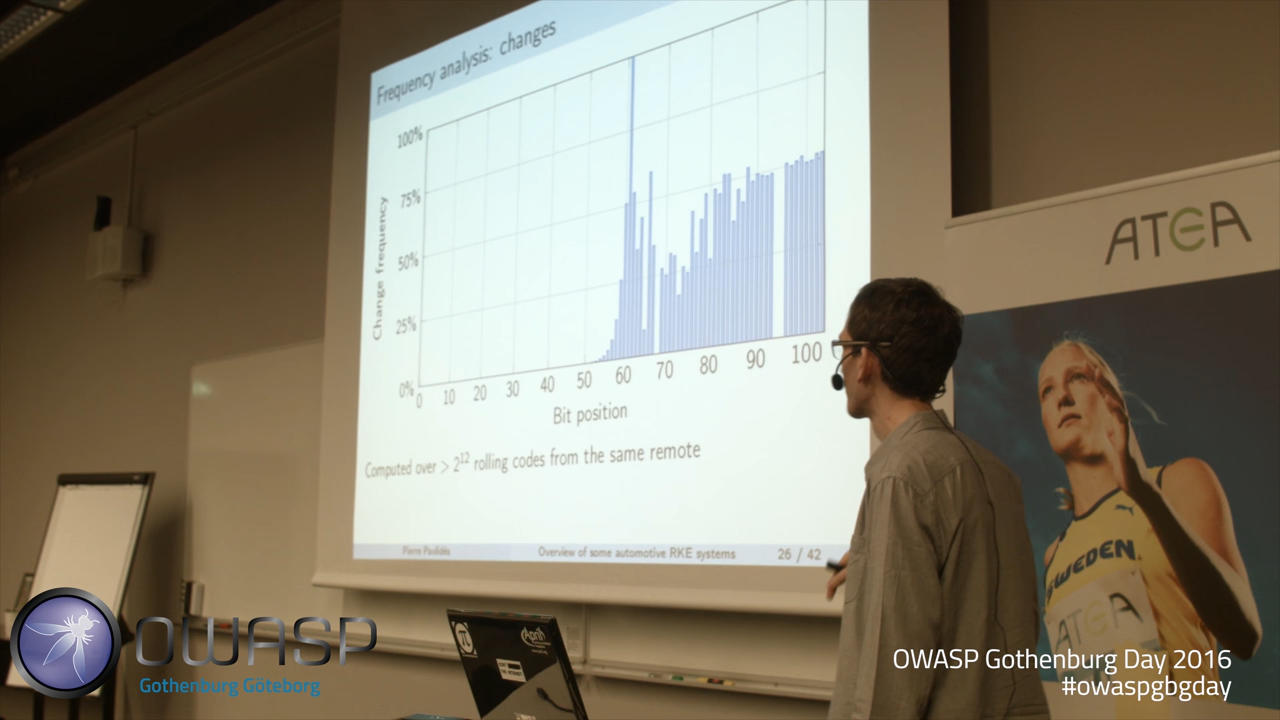 Frequency analysis: changes
100%
75%
50%
25%
0%
Change frequency
0 10 20 30 40 50 60 70 80 90 100
Bit position
Computed over > 2¹² rolling codes from the same remote
Pierre Pavlidès Overview of some automotive RKE systems 26 / 42
ATEA
SWEDEN
ATEA
π
April
OWASP
Gothenburg Göteborg
OWASP Gothenburg Day 2016
#owaspgbgday